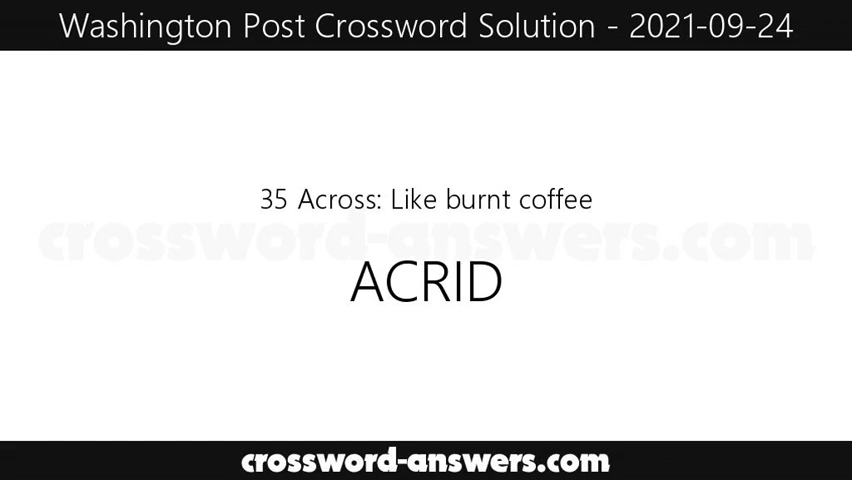 Washington Post Crossword Solution - 2021-09-24
35 Across: Like burnt coffee
crossword-answers.com
ACRID
crossword-answers.com